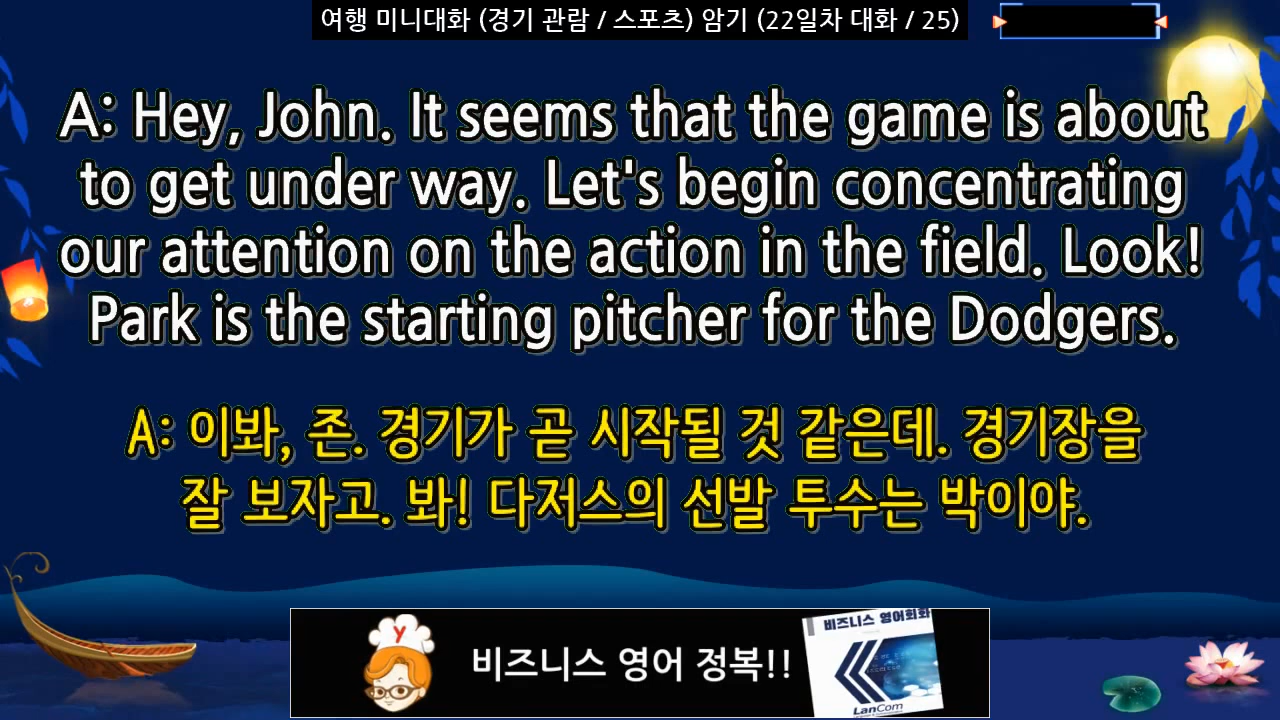 여행 미니대화 (경기 관람 / 스포츠) 암기 (22일차 대화 / 25)
A: Hey, John. It seems that the game is about
to get under way. Let's begin concentrating
our attention on the action in the field. Look!
Park is the starting pitcher for the Dodgers.
A: 이봐, 존. 경기가 곧 시작될 것 같은데. 경기장을
잘 보자고. 봐! 다저스의 선발 투수는 박이야.
Y
비즈니스 영어 정복!!
비즈니스 영어회화
LanCom